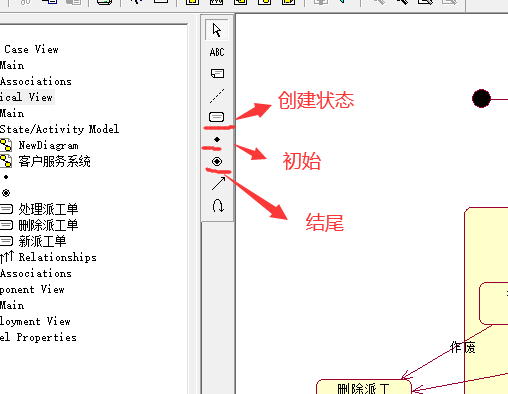 Case View
Main
Associations
ical View
Main
State/Activity Model
NewDiagram
客户服务系统
处理派工单
删除派工单
新派工单
Relationships
Associations
ponent View
Main
loyment View
el Properties
ABC
创建状态
初始
结尾
作废
删除派工